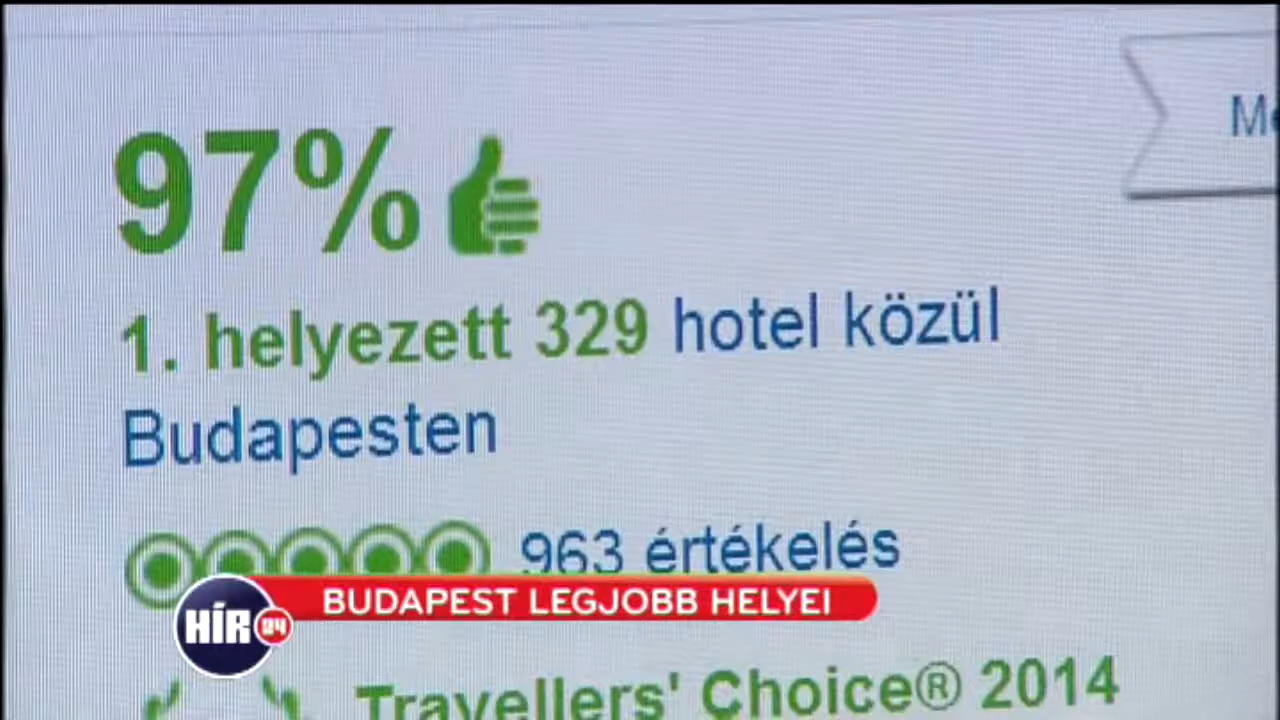 97%
1. helyezett 329 hotel közül
Budapesten
963 értékelés
BUDAPEST LEGJOBB HELYEI
HÍR 24
Travellers' Choice® 2014